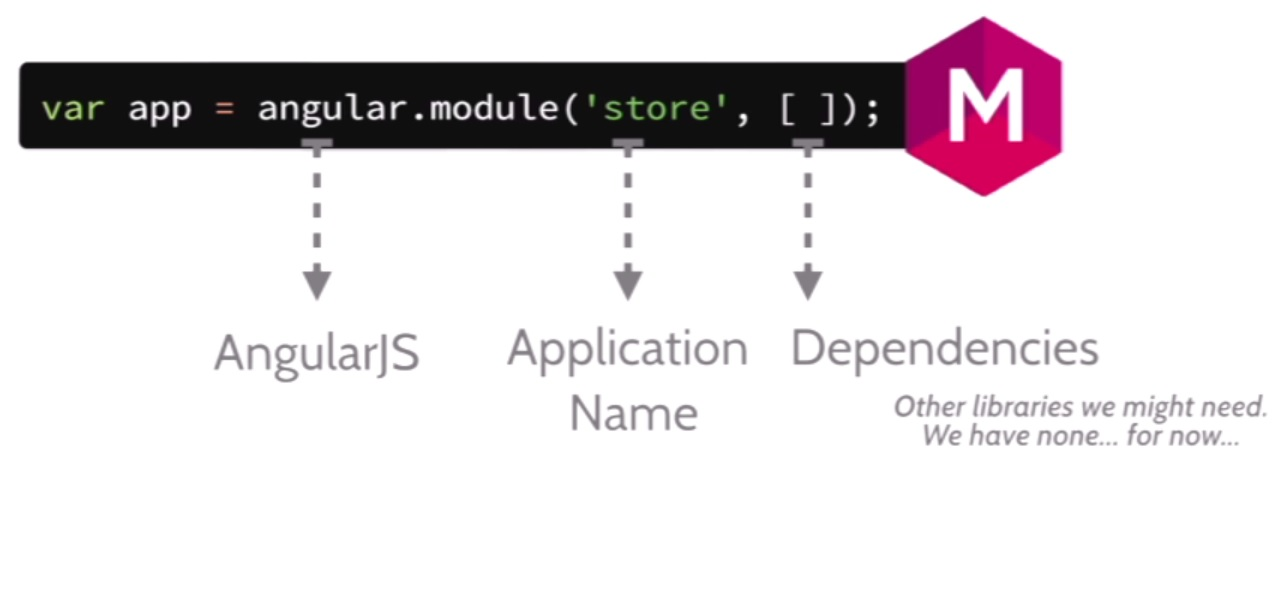 var app = angular.module('store', [ ]);
M
AngularJS
Application
Name
Dependencies
Other libraries we might need.
We have none... for now...